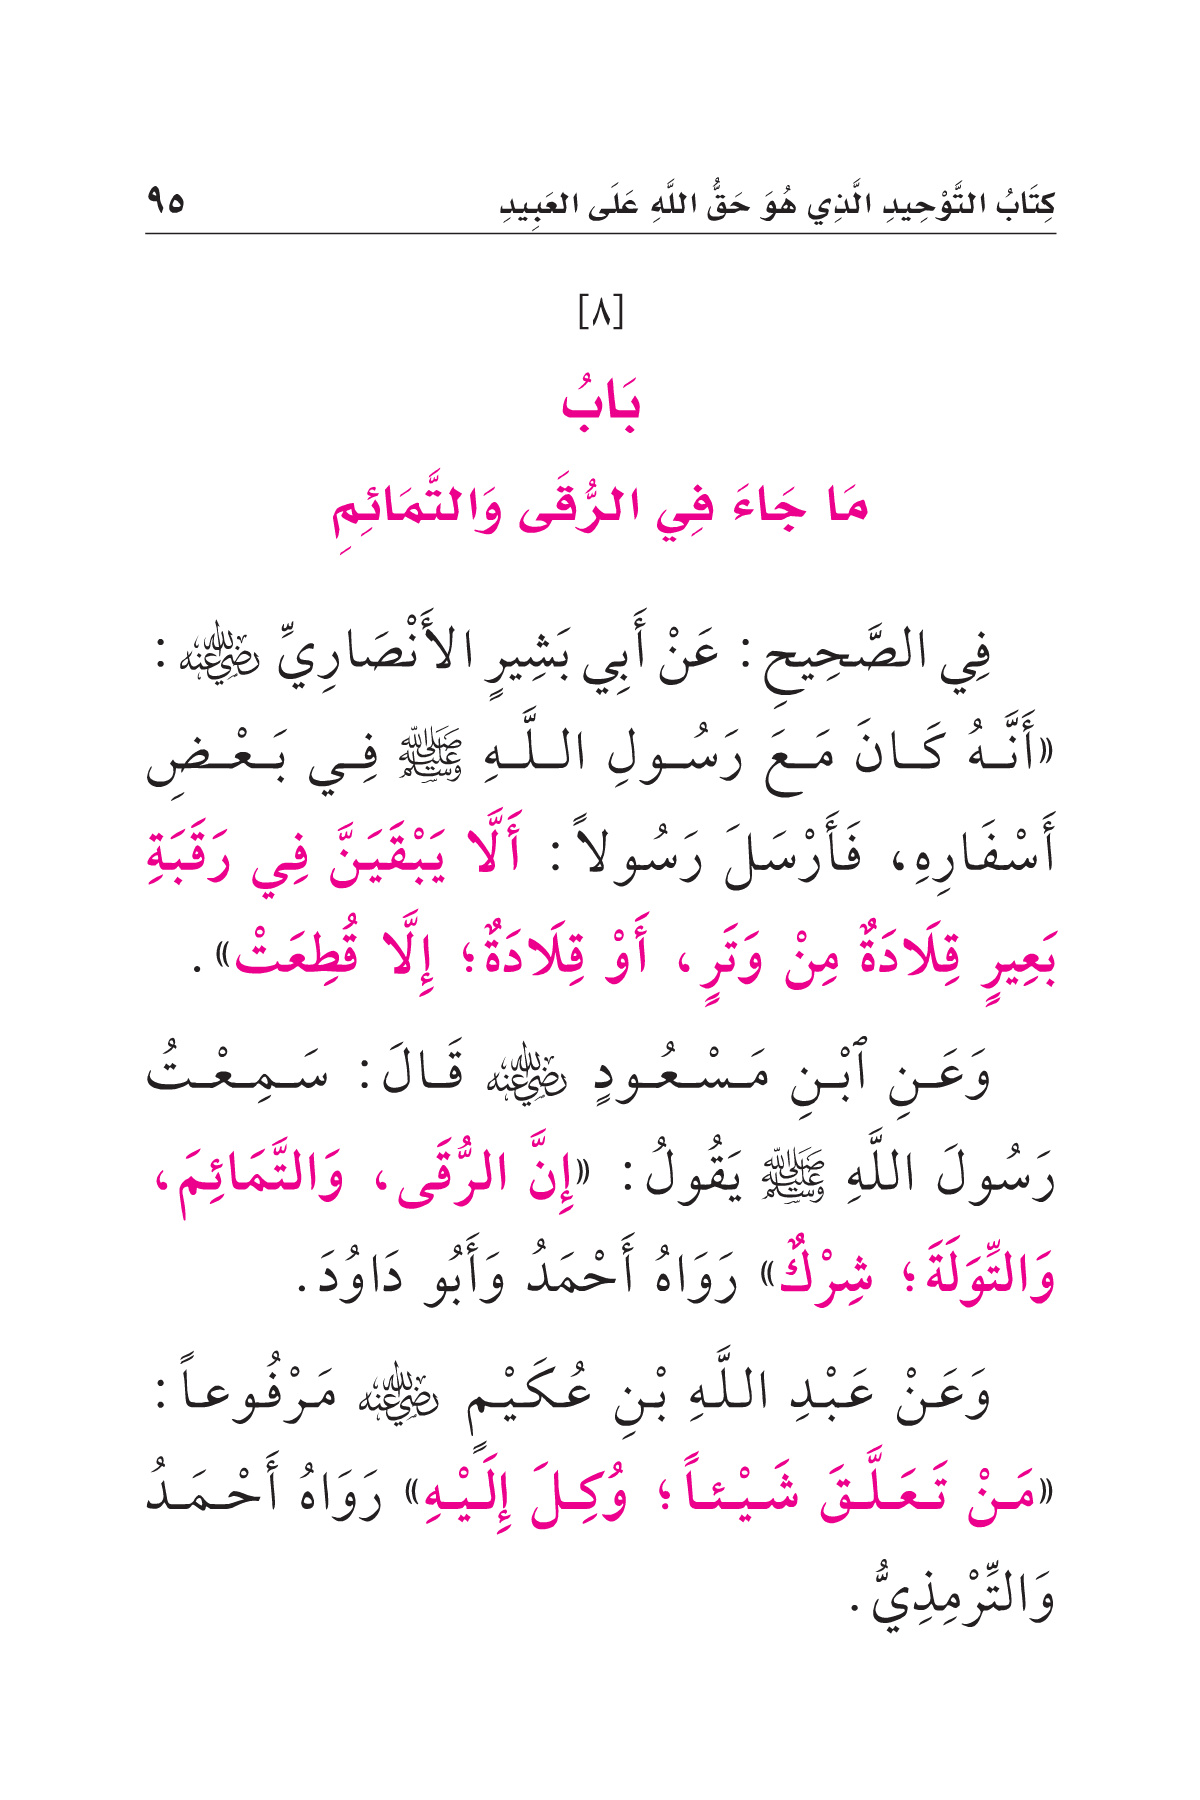 كِتَابُ التَّوْحِيدِ الَّذِي هُوَ حَقُّ اللَّهِ عَلَى العَبِيدِ ٩٥
[٨]
بَابُ
مَا جَاءَ فِي الرُّقَى وَالتَّمَائِمِ
فِي الصَّحِيحِ: عَنْ أَبِي بَشِيرٍ الأَنْصَارِيِّ رضي الله عنه:
«أَنَّهُ كَانَ مَعَ رَسُولِ اللَّهِ ﷺ فِي بَعْضِ
أَسْفَارِهِ، فَأَرْسَلَ رَسُولاً: أَلَّا يَبْقَيَنَّ فِي رَقَبَةِ
بَعِيرٍ قِلَادَةٌ مِنْ وَتَرٍ، أَوْ قِلَادَةٌ؛ إِلَّا قُطِعَتْ».
وَعَنِ ٱبْنِ مَسْعُودٍ رضي الله عنه قَالَ: سَمِعْتُ
رَسُولَ اللَّهِ ﷺ يَقُولُ: «إِنَّ الرُّقَى، وَالتَّمَائِمَ،
وَالتِّوَلَةَ؛ شِرْكٌ» رَوَاهُ أَحْمَدُ وَأَبُو دَاوُدَ.
وَعَنْ عَبْدِ اللَّهِ بْنِ عُكَيْمٍ رضي الله عنه مَرْفُوعاً:
«مَنْ تَعَلَّقَ شَيْئاً؛ وُكِلَ إِلَيْهِ» رَوَاهُ أَحْمَدُ
وَالتِّرْمِذِيُّ.